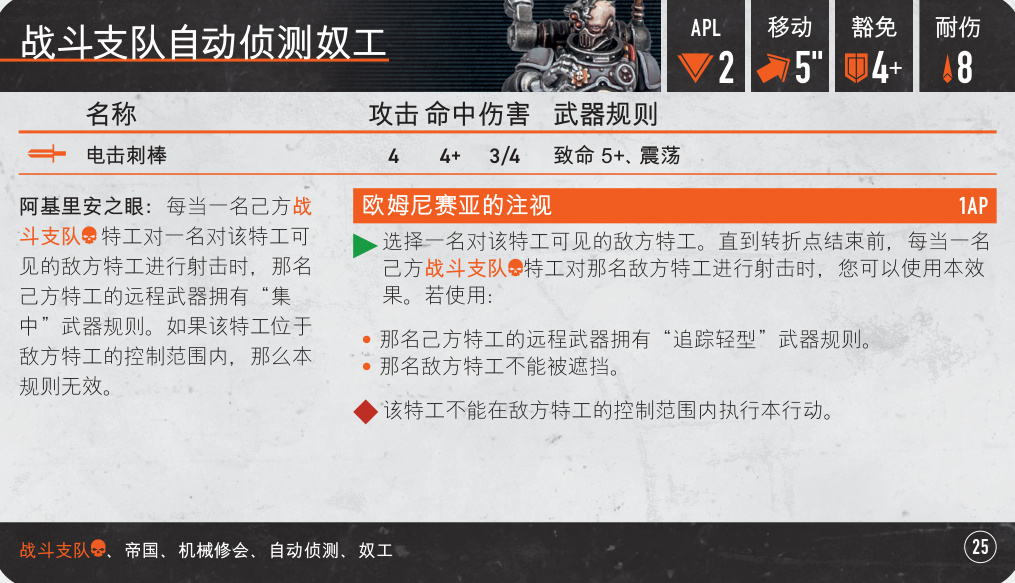 战斗支队自动侦测奴工
APL 2
移动 5"
豁免 4+
耐伤 8
名称 攻击 命中 伤害 武器规则
电击刺棒 4 4+ 3/4 致命 5+、震荡
阿基里安之眼：每当一名己方战
斗支队特工对一名对该特工可
见的敌方特工进行射击时，那名
己方特工的远程武器拥有“集
中”武器规则。如果该特工位于
敌方特工的控制范围内，那么本
规则无效。
欧姆尼赛亚的注视 1AP
选择一名对该特工可见的敌方特工。直到转折点结束前，每当一名
己方战斗支队特工对那名敌方特工进行射击时，您可以使用本效
果。若使用：
• 那名己方特工的远程武器拥有“追踪轻型”武器规则。
• 那名敌方特工不能被遮挡。
该特工不能在敌方特工的控制范围内执行本行动。
战斗支队、帝国、机械修会、自动侦测、奴工
25